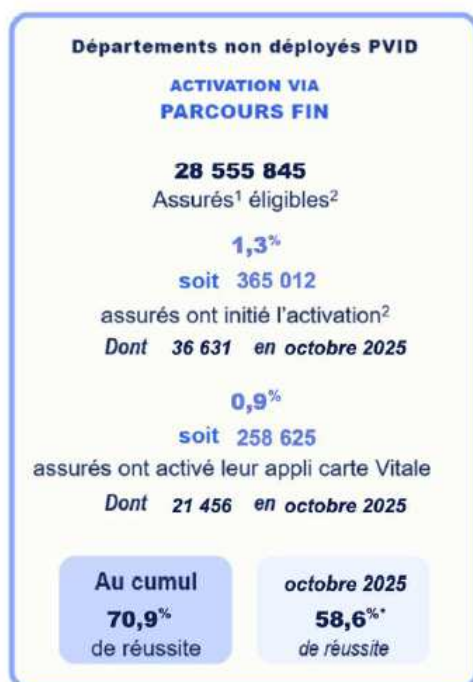 Départements non déployés PVID
ACTIVATION VIA
PARCOURS FIN
28 555 845
Assurés¹ éligibles²
1,3%
soit 365 012
assurés ont initié l'activation²
Dont 36 631 en octobre 2025
0,9%
soit 258 625
assurés ont activé leur appli carte Vitale
Dont 21 456 en octobre 2025
Au cumul
70,9%
de réussite
octobre 2025
58,6%*
de réussite